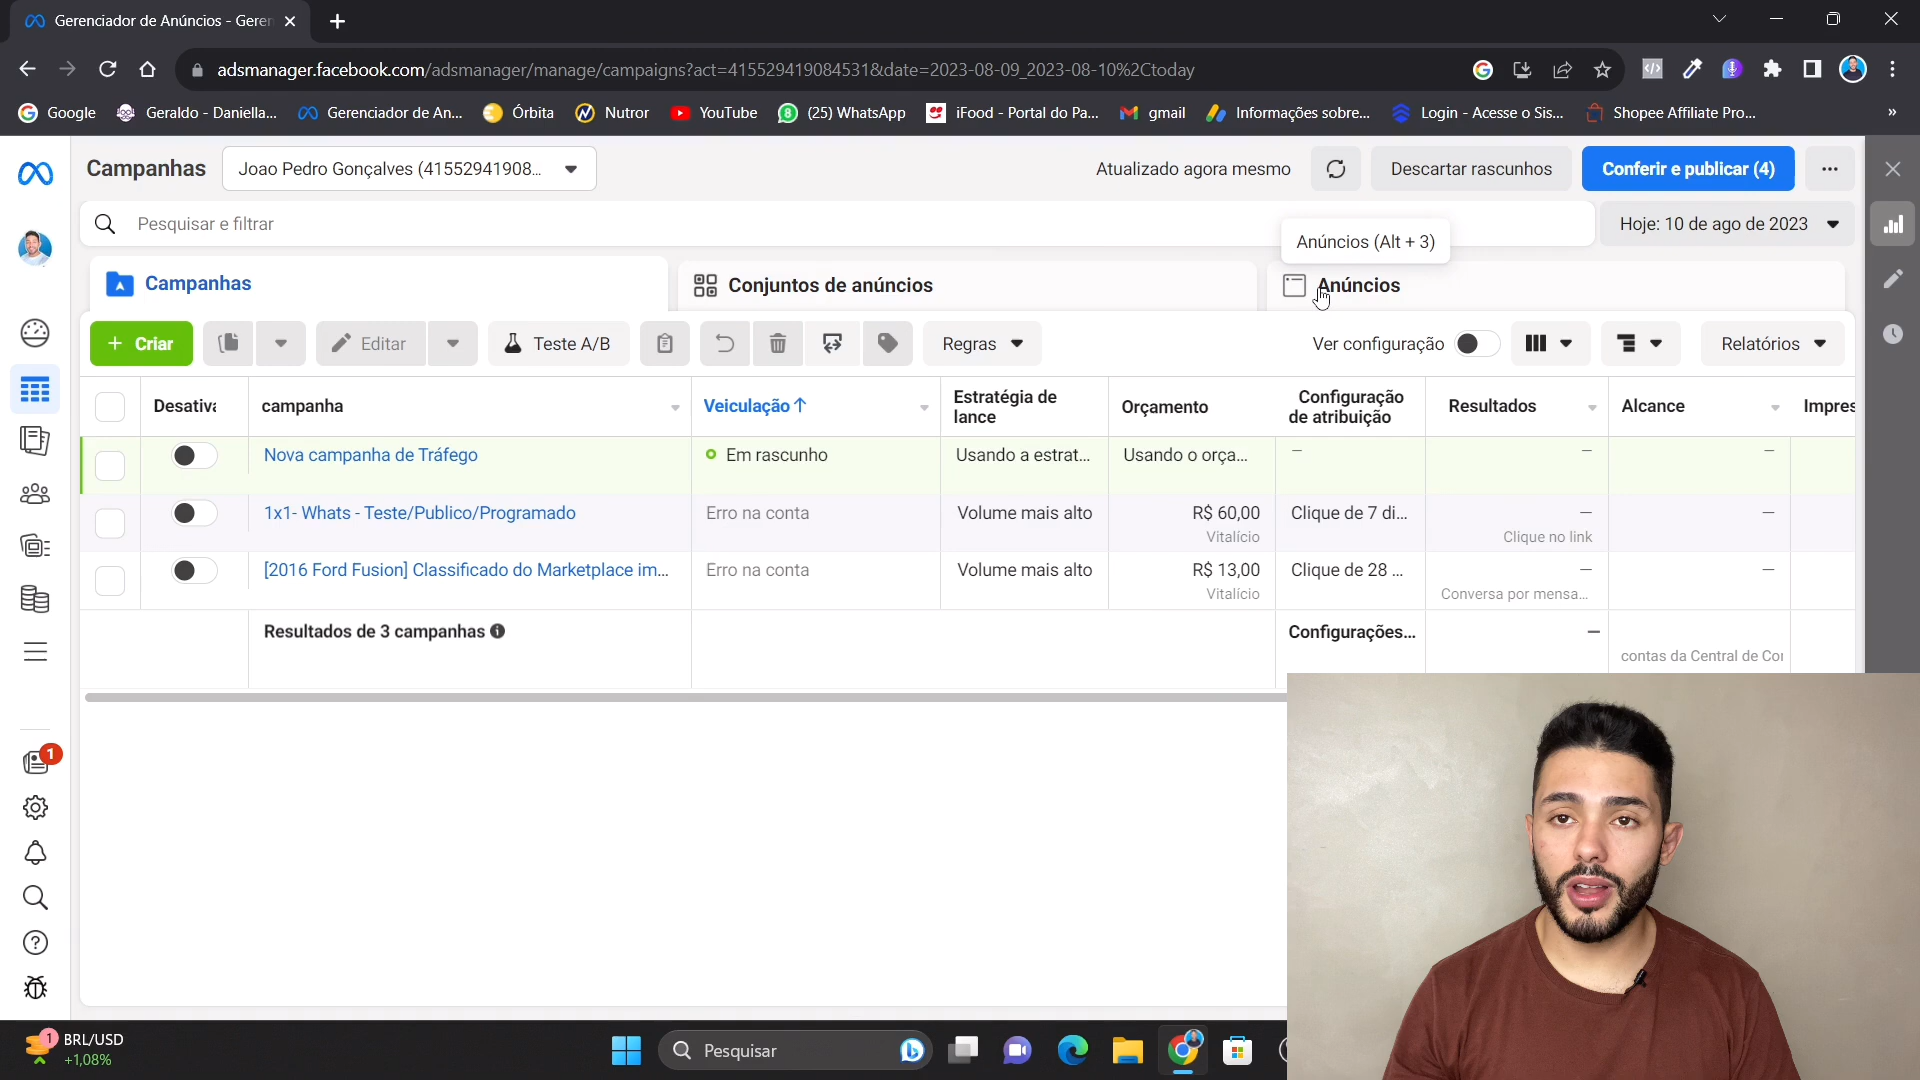 Gerenciador de Anúncios - Geren
adsmanager.facebook.com/adsmanager/manage/campaigns?act=415529419084531&date=2023-08-09_2023-08-10%2Ctoday
Google
Geraldo - Daniella...
Gerenciador de An...
Órbita
Nutror
YouTube
(25) WhatsApp
iFood - Portal do Pa...
gmail
Informações sobre...
Login - Acesse o Sis...
Shopee Affiliate Pro...
»
Campanhas
Joao Pedro Gonçalves (41552941908...
Atualizado agora mesmo
Descartar rascunhos
Conferir e publicar (4)
Pesquisar e filtrar
Hoje: 10 de ago de 2023
Anúncios (Alt + 3)
Campanhas
Conjuntos de anúncios
Anúncios
+ Criar
Editar
Teste A/B
Regras
Ver configuração
Relatórios
Desativa
campanha
Veiculação ↑
Estratégia de
lance
Orçamento
Configuração
de atribuição
Resultados
Alcance
Impres
Nova campanha de Tráfego
Em rascunho
Usando a estrat...
Usando o orça...
–
–
–
1x1- Whats - Teste/Publico/Programado
Erro na conta
Volume mais alto
R$ 60,00
Vitalício
Clique de 7 di...
–
Clique no link
–
[2016 Ford Fusion] Classificado do Marketplace im...
Erro na conta
Volume mais alto
R$ 13,00
Vitalício
Clique de 28 ...
–
Conversa por mensa...
–
Resultados de 3 campanhas
Configurações...
–
contas da Central de Co
1
1
BRL/USD
+1,08%
Pesquisar